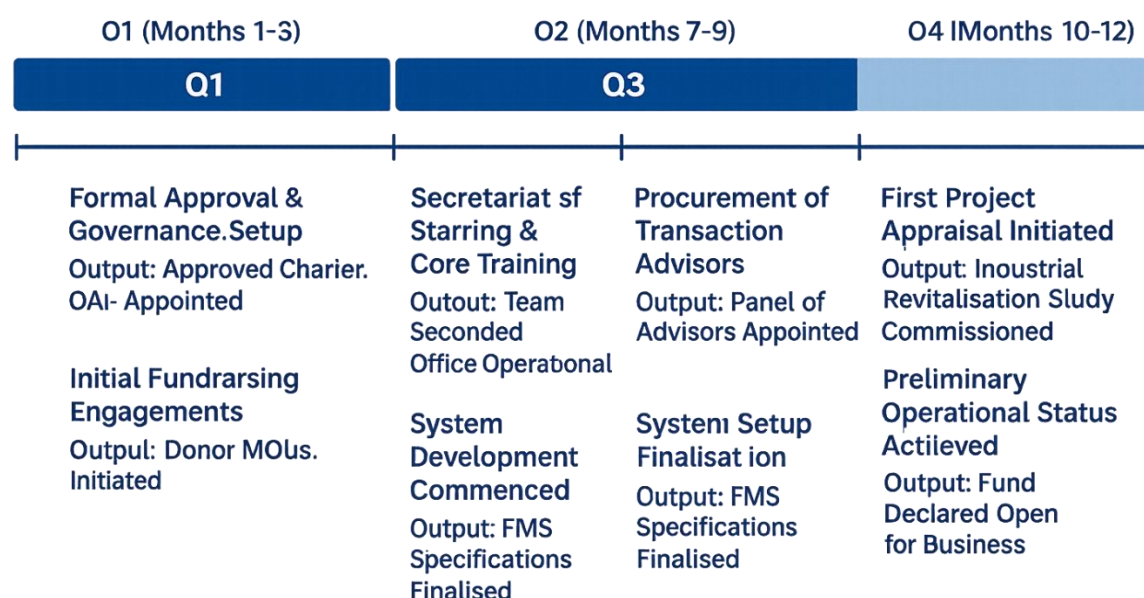 O1 (Months 1-3)
O2 (Months 7-9)
O4 IMonths 10-12)
Q1
Q3
Formal Approval &
Governance.Setup
Output: Approved Charier.
OAI- Appointed
Initial Fundrarsing
Engagements
Outpul: Donor MOUs.
Initiated
Secretariat sf
Starring &
Core Training
Outout: Team
Seconded
Office Operational
System
Development
Commenced
Output: FMS
Specifications
Finalised
Procurement of
Transaction
Advisors
Output: Panel of
Advisors Appointed
System Setup
Finalisat ion
Output: FMS
Specifications
Finalised
First Project
Appraisal Initiated
Output: Inoustrial
Revitalisation Sludy
Commissioned
Preliminary
Operational Status
Actileved
Output: Fund
Declared Open
for Business